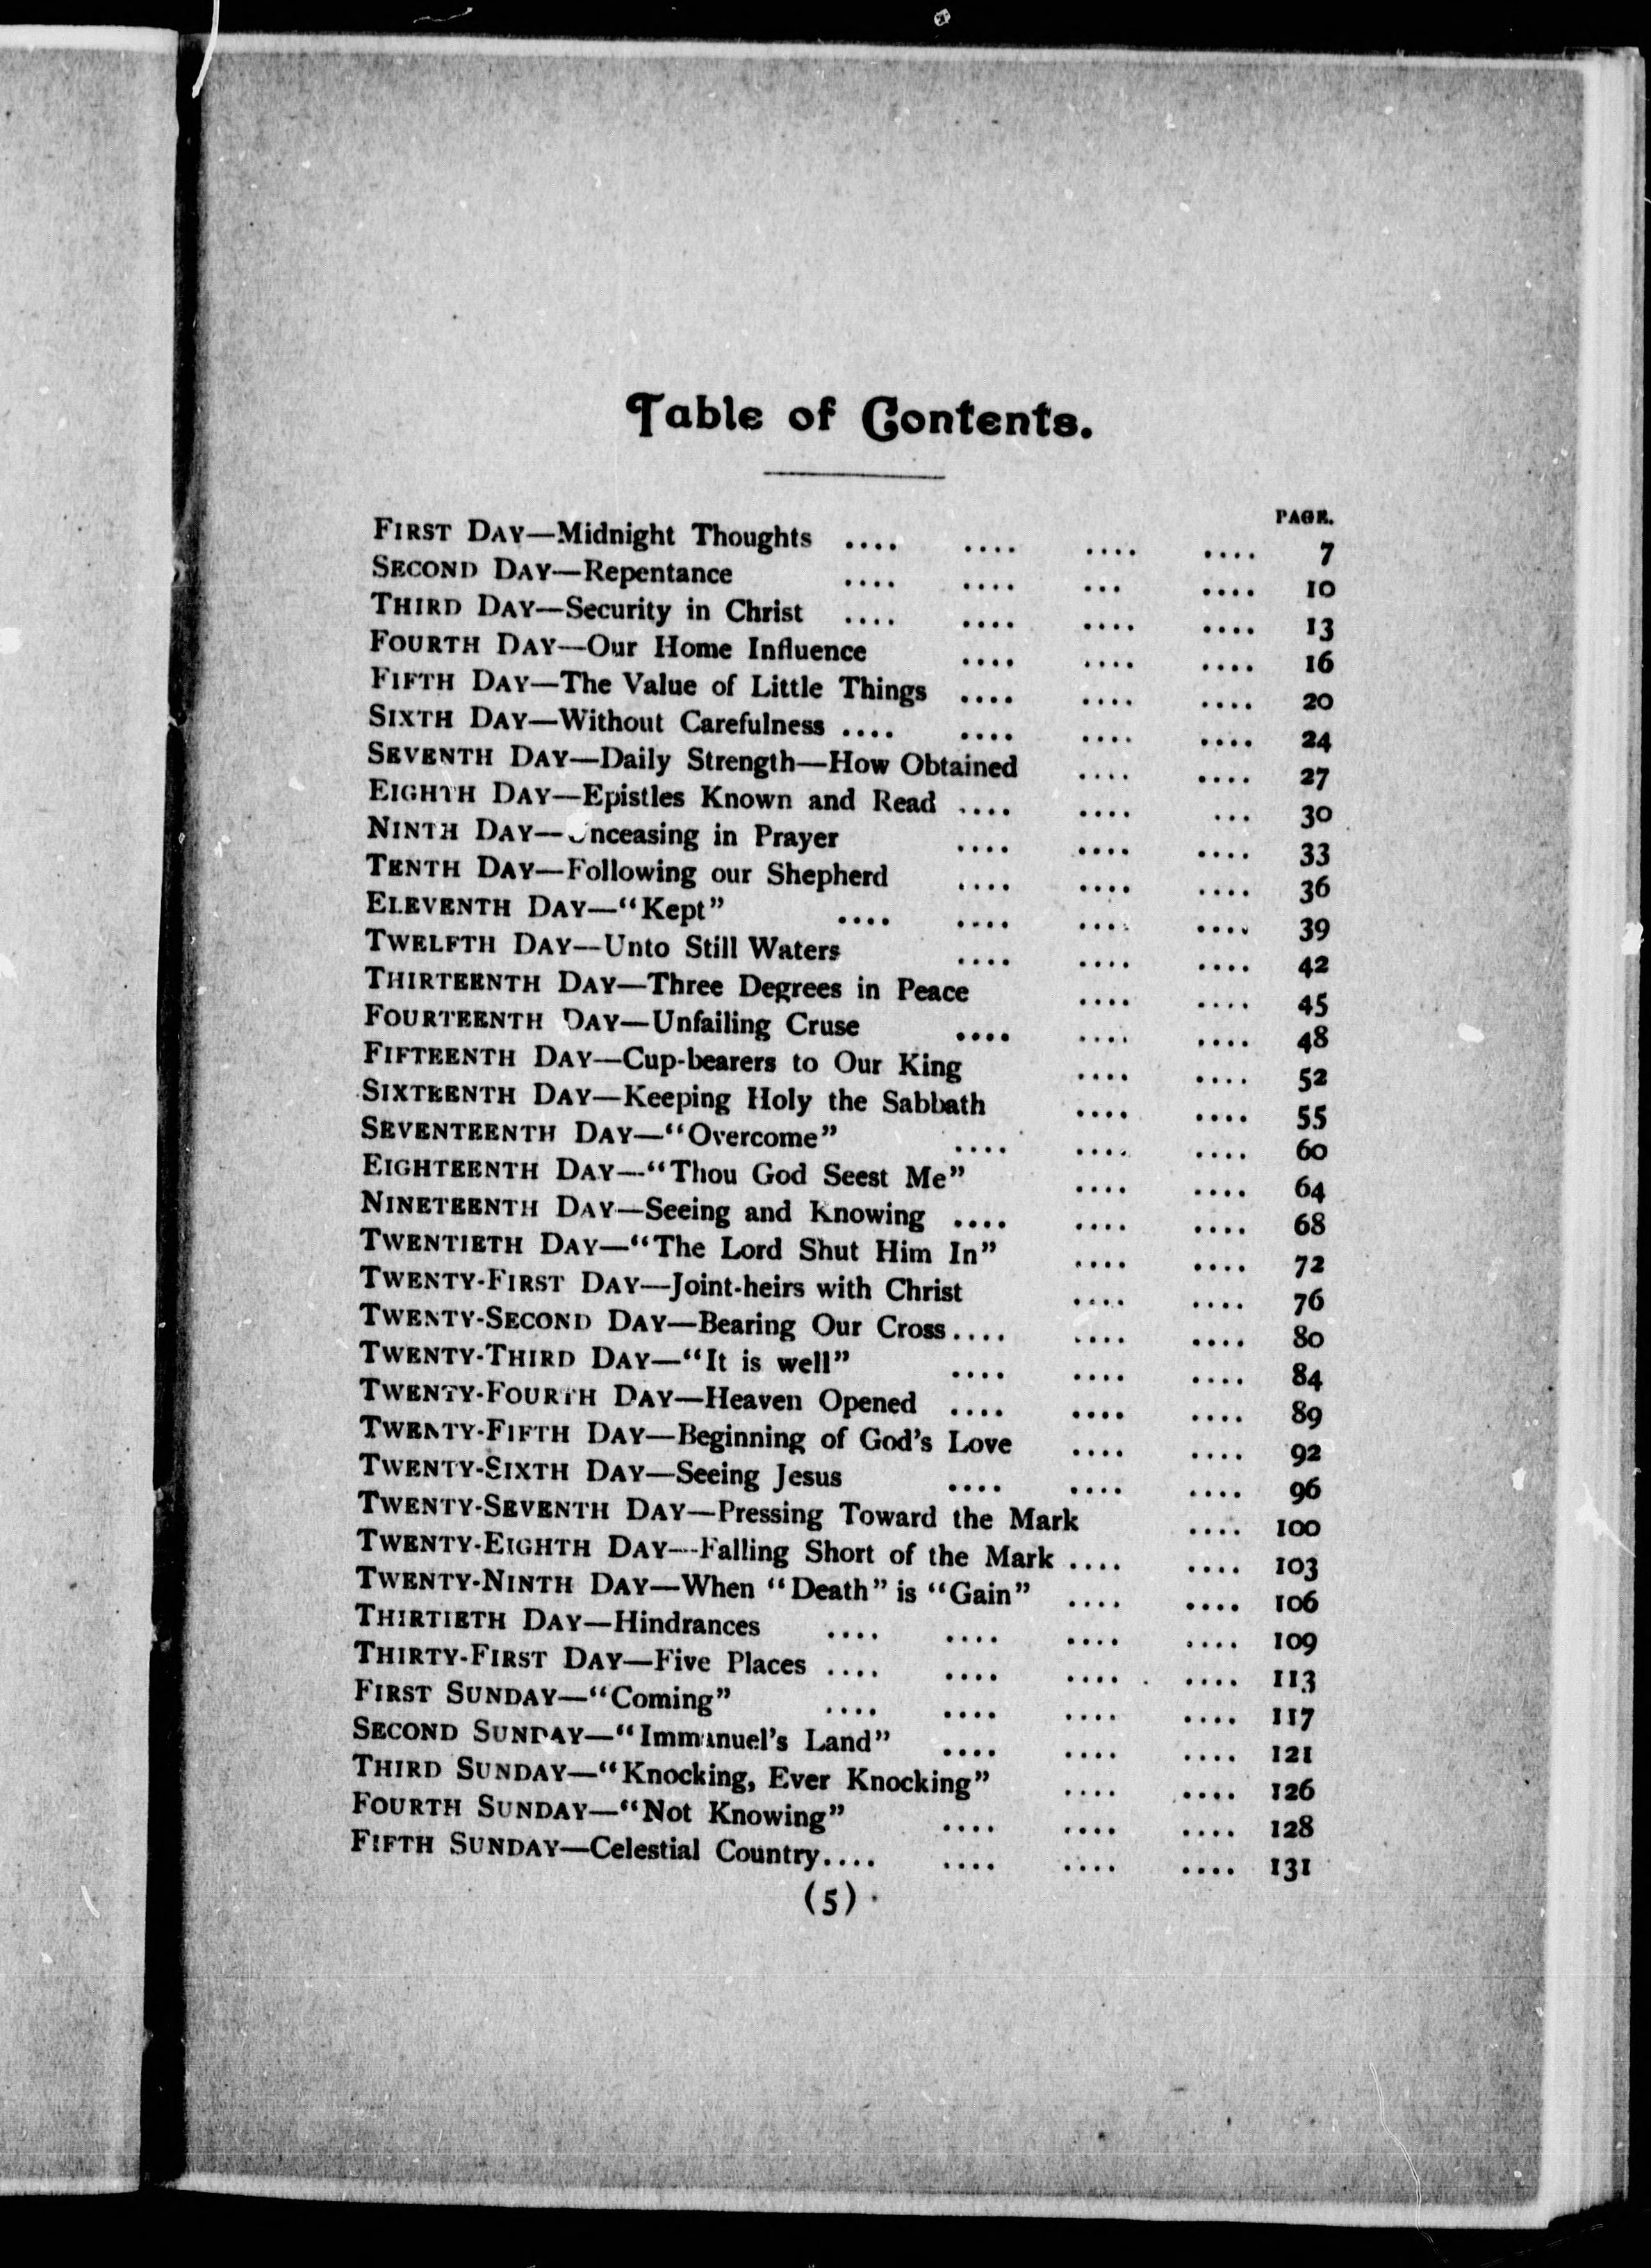 Table of Contents.
PAGE.
FIRST DAY—Midnight Thoughts .... .... .... .... 7
SECOND DAY—Repentance .... .... ... .... 10
THIRD DAY—Security in Christ .... .... .... .... 13
FOURTH DAY—Our Home Influence .... .... .... 16
FIFTH DAY—The Value of Little Things .... .... .... 20
SIXTH DAY—Without Carefulness .... .... .... .... 24
SEVENTH DAY—Daily Strength—How Obtained .... .... 27
EIGHTH DAY—Epistles Known and Read .... .... ... 30
NINTH DAY—Unceasing in Prayer .... .... .... 33
TENTH DAY—Following our Shepherd .... .... .... 36
ELEVENTH DAY—“Kept” .... .... .... .... 39
TWELFTH DAY—Unto Still Waters .... .... .... 42
THIRTEENTH DAY—Three Degrees in Peace .... .... 45
FOURTEENTH DAY—Unfailing Cruse .... .... .... 48
FIFTEENTH DAY—Cup-bearers to Our King .... .... 52
SIXTEENTH DAY—Keeping Holy the Sabbath .... .... 55
SEVENTEENTH DAY—“Overcome” .... .... .... 60
EIGHTEENTH DAY—“Thou God Seest Me” .... .... 64
NINETEENTH DAY—Seeing and Knowing .... .... .... 68
TWENTIETH DAY—“The Lord Shut Him In” .... .... 72
TWENTY-FIRST DAY—Joint-heirs with Christ .... .... 76
TWENTY-SECOND DAY—Bearing Our Cross.... .... .... 80
TWENTY-THIRD DAY—“It is well” .... .... .... 84
TWENTY-FOURTH DAY—Heaven Opened .... .... .... 89
TWENTY-FIFTH DAY—Beginning of God's Love .... .... 92
TWENTY-SIXTH DAY—Seeing Jesus .... .... .... 96
TWENTY-SEVENTH DAY—Pressing Toward the Mark .... 100
TWENTY-EIGHTH DAY—Falling Short of the Mark .... .... 103
TWENTY-NINTH DAY—When “Death” is “Gain” .... .... 106
THIRTIETH DAY—Hindrances .... .... .... .... 109
THIRTY-FIRST DAY—Five Places .... .... .... .... 113
FIRST SUNDAY—“Coming” .... .... .... .... 117
SECOND SUNDAY—“Immanuel's Land” .... .... .... 121
THIRD SUNDAY—“Knocking, Ever Knocking” .... .... 126
FOURTH SUNDAY—“Not Knowing” .... .... .... 128
FIFTH SUNDAY—Celestial Country.... .... .... .... 131
(5)